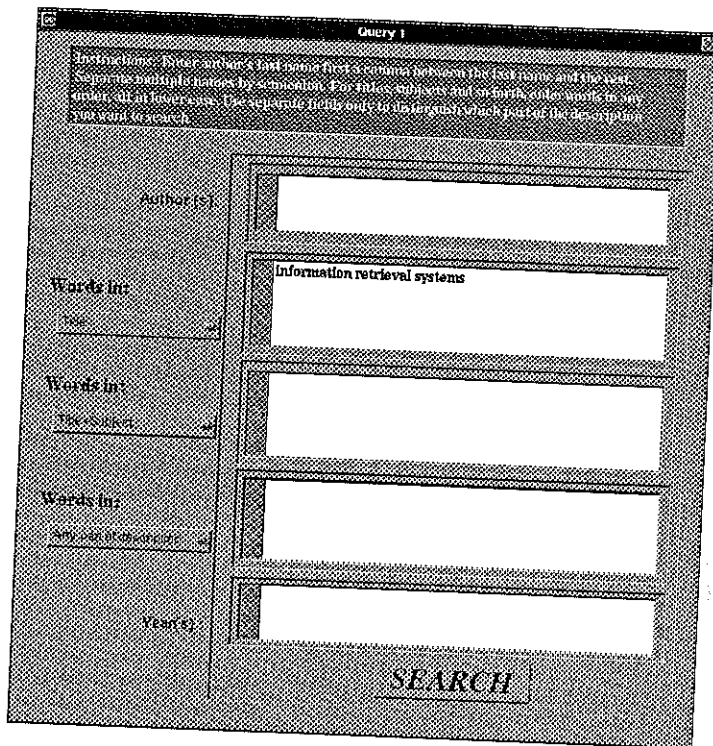 Query 1
Instructions: Enter author's last name first a comma between the last name and the rest.
Separate multiple names by semicolon. For titles, subjects and so forth, enter words in any
order, all in lower case. Use separate fields only to distinguish which part of the description
you want to search.
Author(s):
information retrieval systems
Words in:
Title
Words in:
Title+Subject
Words in:
Any part of description
Year(s):
SEARCH